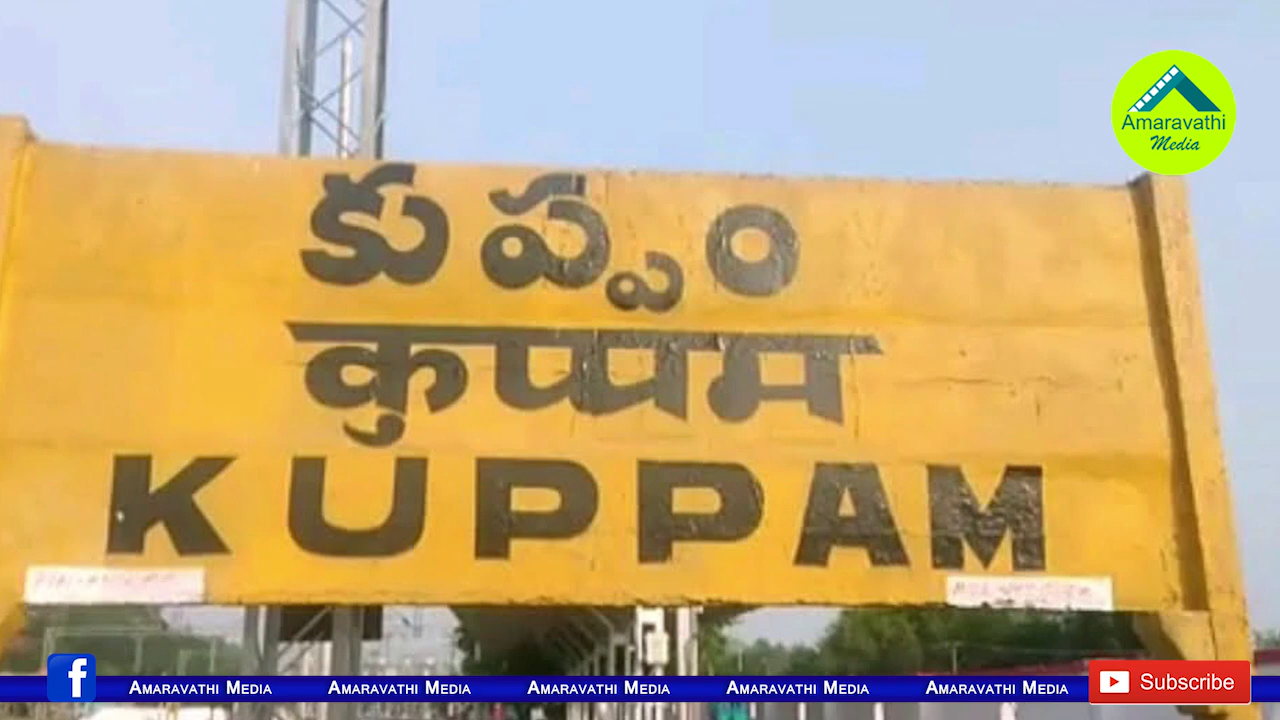 Amaravathi
Media
కుప్పం
कुप्पम
KUPPAM
Amaravathi Media Amaravathi Media Amaravathi Media Amaravathi Media Amaravathi Media Subscribe